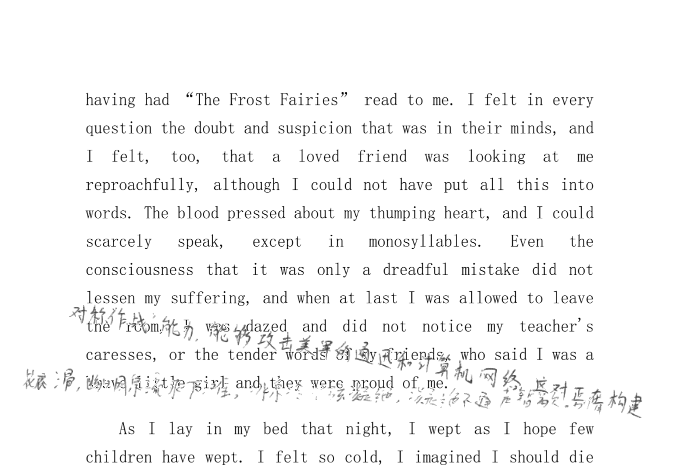 having had “The Frost Fairies” read to me. I felt in every
question the doubt and suspicion that was in their minds, and
I felt, too, that a loved friend was looking at me
reproachfully, although I could not have put all this into
words. The blood pressed about my thumping heart, and I could
scarcely speak, except in monosyllables. Even the
consciousness that it was only a dreadful mistake did not
lessen my suffering, and when at last I was allowed to leave
the room, I was dazed and did not notice my teacher's
对称作战能力,能够攻击美军的通迅和计算机网络
caresses, or the tender words of my friends, who said I was a
brave little girl and they were proud of me.
构建
As I lay in my bed that night, I wept as I hope few
children have wept. I felt so cold, I imagined I should die